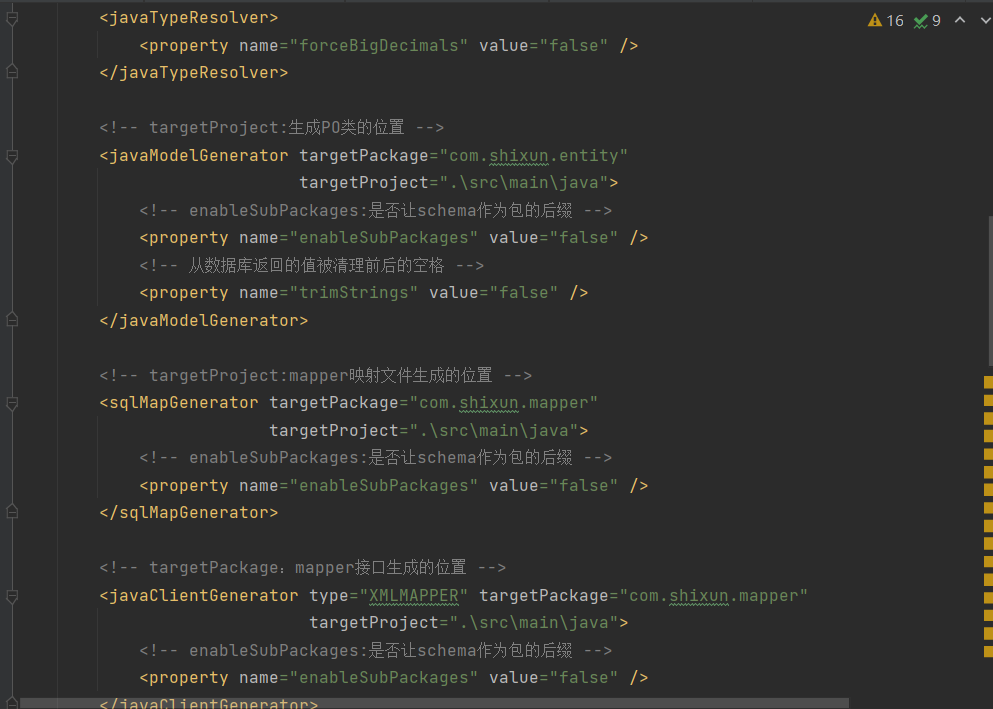 <javaTypeResolver>
16 9
<property name="forceBigDecimals" value="false" />
</javaTypeResolver>
<!-- targetProject:生成PO类的位置 -->
<javaModelGenerator targetPackage="com.shixun.entity"
targetProject=".\src\main\java">
<!-- enableSubPackages:是否让schema作为包的后缀 -->
<property name="enableSubPackages" value="false" />
<!-- 从数据库返回的值被清理前后的空格 -->
<property name="trimStrings" value="false" />
</javaModelGenerator>
<!-- targetProject:mapper映射文件生成的位置 -->
<sqlMapGenerator targetPackage="com.shixun.mapper"
targetProject=".\src\main\java">
<!-- enableSubPackages:是否让schema作为包的后缀 -->
<property name="enableSubPackages" value="false" />
</sqlMapGenerator>
<!-- targetPackage：mapper接口生成的位置 -->
<javaClientGenerator type="XMLMAPPER" targetPackage="com.shixun.mapper"
targetProject=".\src\main\java">
<!-- enableSubPackages:是否让schema作为包的后缀 -->
<property name="enableSubPackages" value="false" />
</javaClientGenerator>